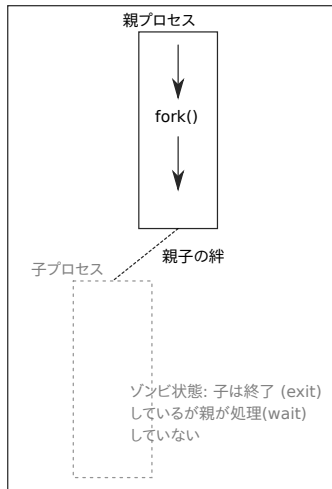 親プロセス
fork()
親子の絆
子プロセス
ゾンビ状態: 子は終了 (exit)
しているが親が処理(wait)
していない